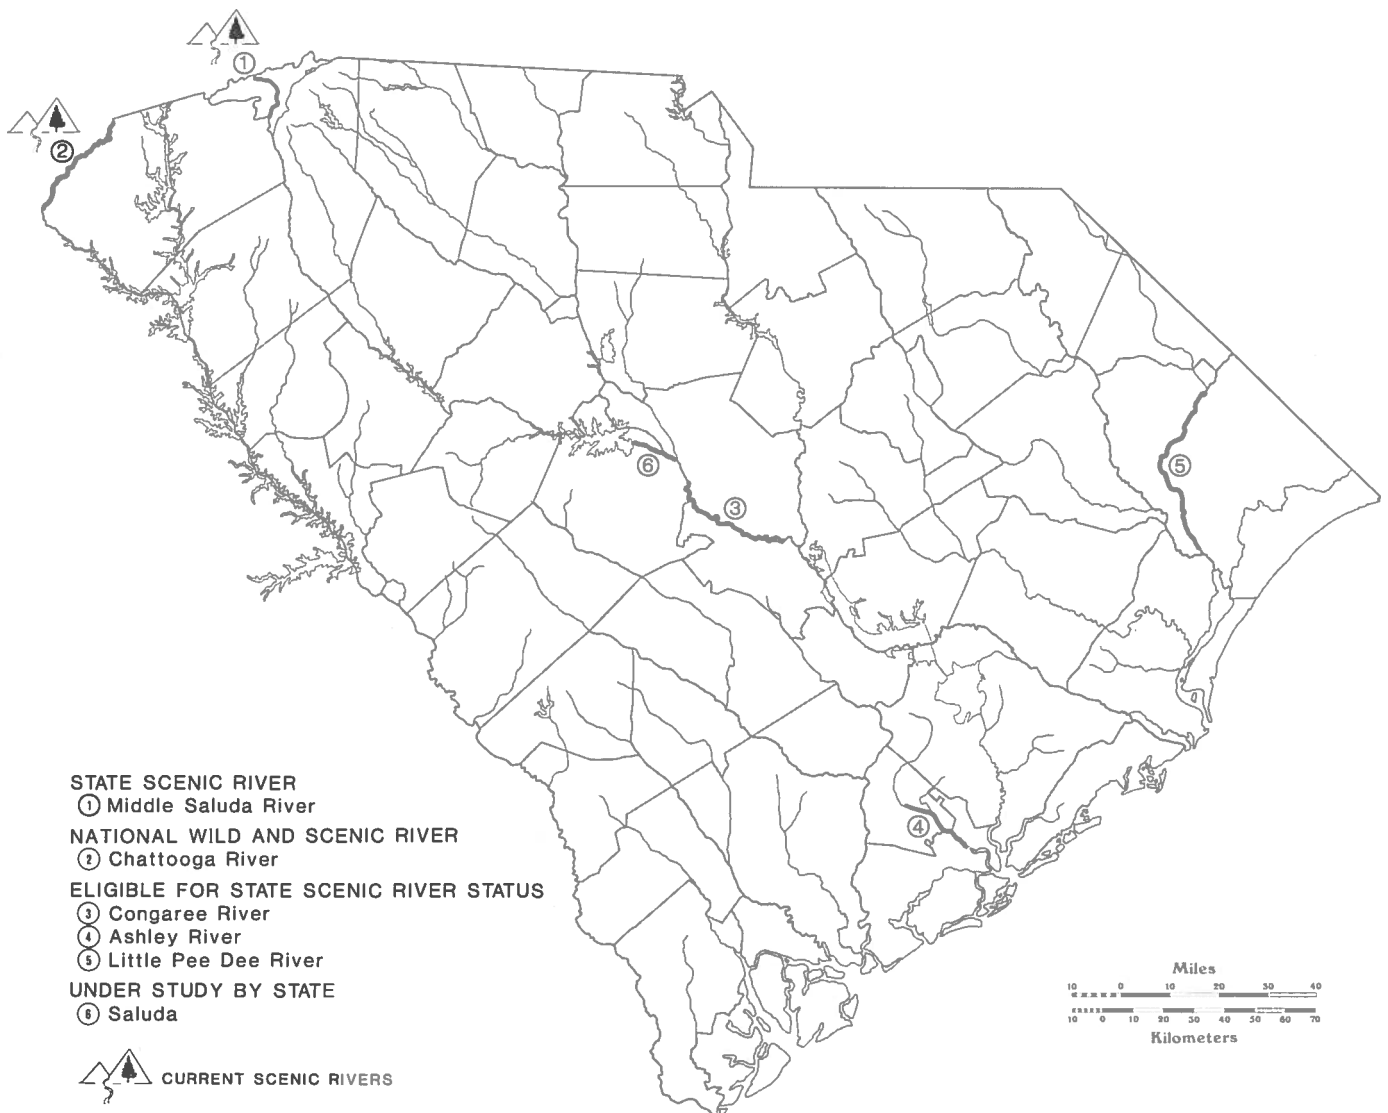 1
2
6
3
5
4
STATE SCENIC RIVER
1 Middle Saluda River
NATIONAL WILD AND SCENIC RIVER
2 Chattooga River
ELIGIBLE FOR STATE SCENIC RIVER STATUS
3 Congaree River
4 Ashley River
5 Little Pee Dee River
UNDER STUDY BY STATE
6 Saluda
CURRENT SCENIC RIVERS
Miles
10 0 10 20 30 40
10 0 10 20 30 40 50 60 70
Kilometers